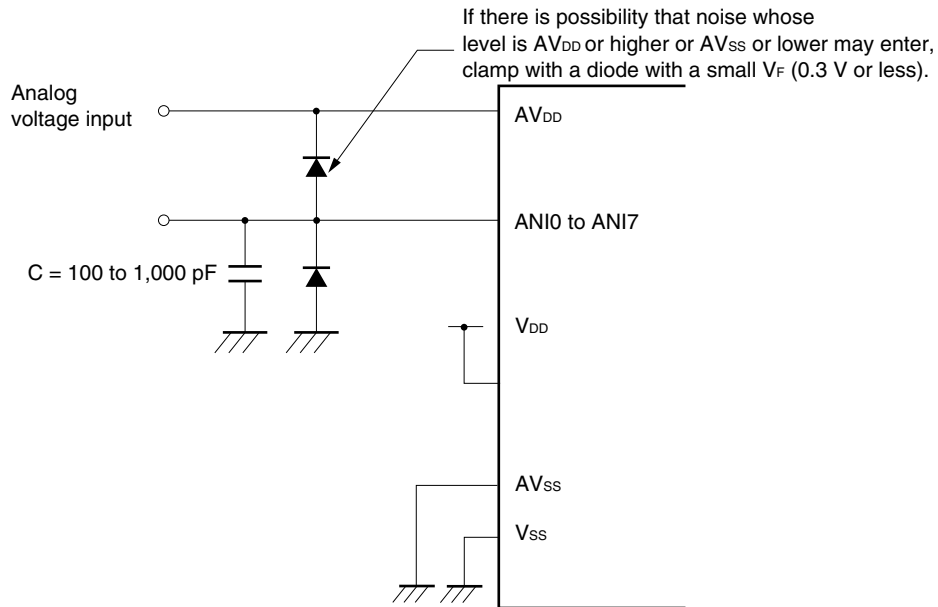 If there is possibility that noise whose
level is AVDD or higher or AVSS or lower may enter,
clamp with a diode with a small VF (0.3 V or less).
Analog
voltage input
AVDD
ANI0 to ANI7
C = 100 to 1,000 pF
VDD
AVSS
VSS